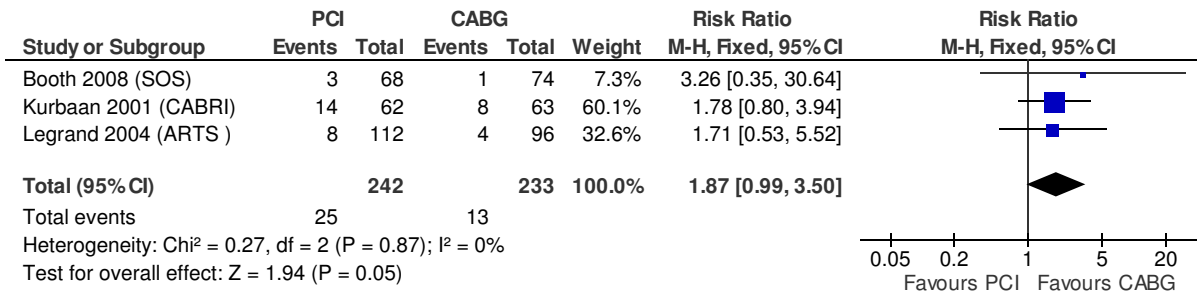 PCI CABG Risk Ratio Risk Ratio
Study or Subgroup Events Total Events Total Weight M-H, Fixed, 95% CI M-H, Fixed, 95% CI
Booth 2008 (SOS) 3 68 1 74 7.3% 3.26 [0.35, 30.64]
Kurbaan 2001 (CABRI) 14 62 8 63 60.1% 1.78 [0.80, 3.94]
Legrand 2004 (ARTS ) 8 112 4 96 32.6% 1.71 [0.53, 5.52]
Total (95% CI) 242 233 100.0% 1.87 [0.99, 3.50]
Total events 25 13
Heterogeneity: Chi² = 0.27, df = 2 (P = 0.87); I² = 0%
Test for overall effect: Z = 1.94 (P = 0.05)
0.05 0.2 1 5 20
Favours PCI Favours CABG